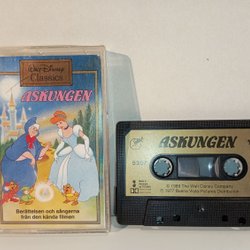 Walt Disney
Classics
ASKUNGEN
Berättelsen och sångerna
från den kända filmen
ASKUNGEN
5357
The Walt Disney Company
© 1977 Buena Vista Pictures Distribution